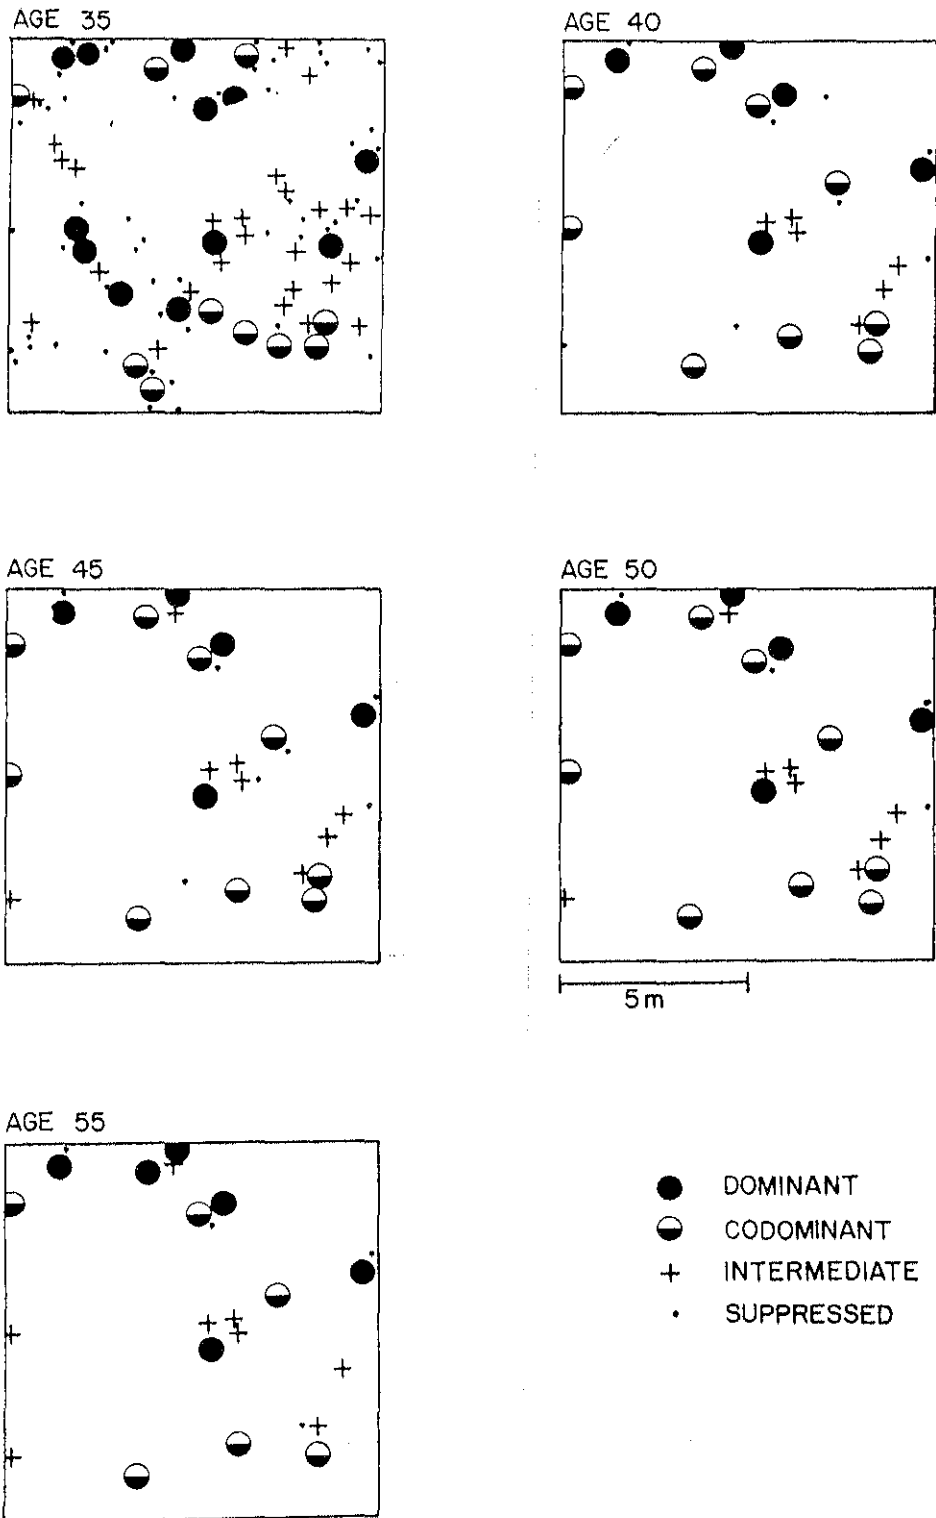 AGE 35
AGE 40
AGE 45
AGE 50
5 m
AGE 55
DOMINANT
CODOMINANT
INTERMEDIATE
SUPPRESSED